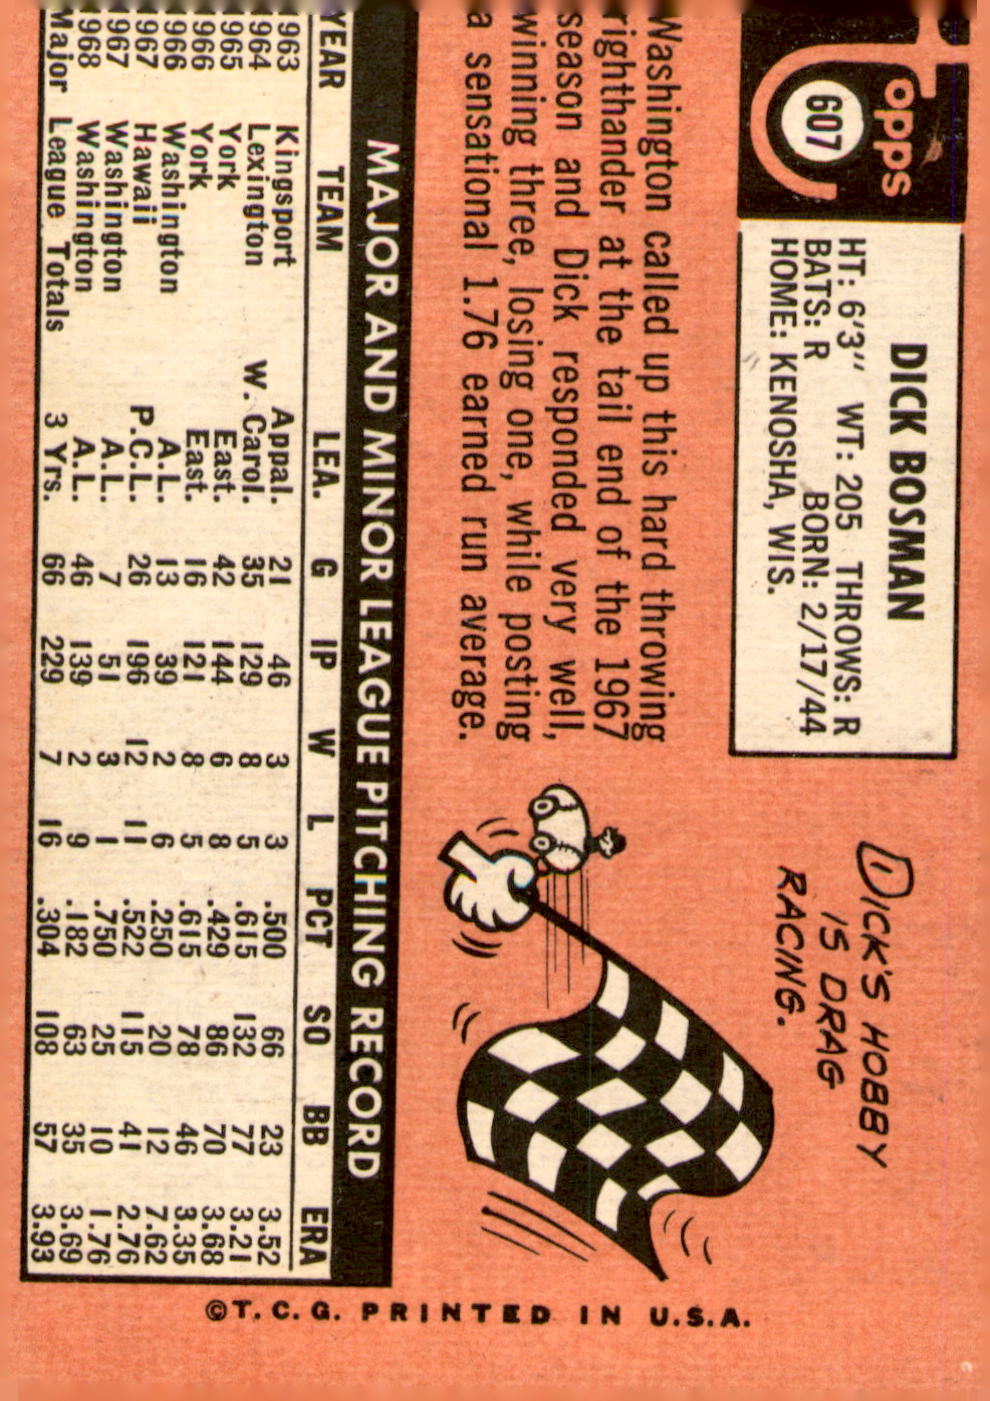 Topps
607
DICK BOSMAN
HT: 6'3" WT: 205 THROWS: R
BATS: R BORN: 2/17/44
HOME: KENOSHA, WIS.
DICK'S HOBBY
IS DRAG
RACING.
Washington called up this hard throwing
righthander at the tail end of the 1967
season and Dick responded very well,
winning three, losing one, while posting
a sensational 1.76 earned run average.
MAJOR AND MINOR LEAGUE PITCHING RECORD
YEAR TEAM LEA. G IP W L PCT SO BB ERA
963 Kingsport Appal. 21 46 3 3 .500 66 23 3.52
964 Lexington W. Carol. 35 129 8 5 .615 132 77 3.21
965 York East. 42 144 6 8 .429 86 70 3.68
966 York East. 16 121 8 5 .615 78 46 3.35
966 Washington A.L. 13 39 2 6 .250 20 12 7.62
967 Hawaii P.C.L. 26 196 12 11 .522 115 41 2.76
967 Washington A.L. 7 51 3 1 .750 25 10 1.76
968 Washington A.L. 46 139 2 9 .182 63 35 3.69
Major League Totals 3 Yrs. 66 229 7 16 .304 108 57 3.93
©T.C.G. PRINTED IN U.S.A.